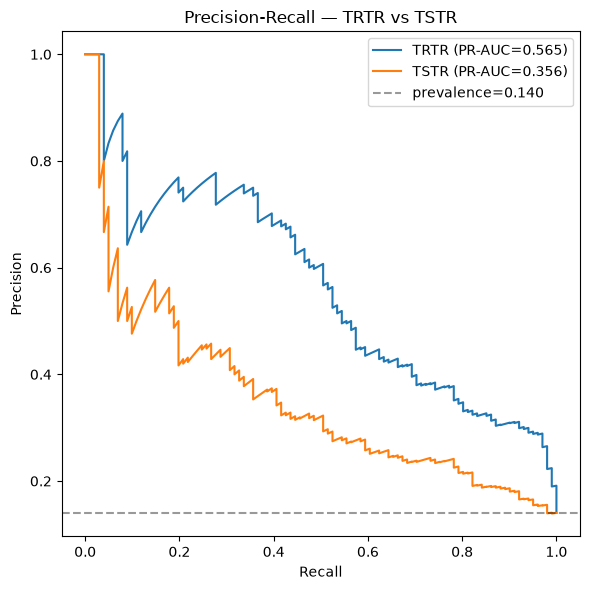 Precision-Recall — TRTR vs TSTR
TRTR (PR-AUC=0.565)
TSTR (PR-AUC=0.356)
prevalence=0.140
Precision
1.0
0.8
0.6
0.4
0.2
0.0 0.2 0.4 0.6 0.8 1.0
Recall